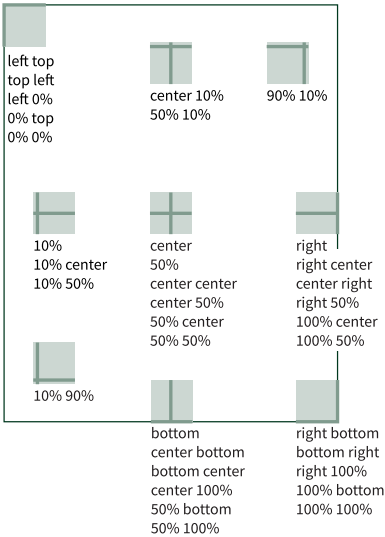 left top
top left
left 0%
0% top
0% 0%
center 10%
50% 10%
90% 10%
10%
10% center
10% 50%
center
50%
center center
center 50%
50% center
50% 50%
right
right center
center right
right 50%
100% center
100% 50%
10% 90%
bottom
center bottom
bottom center
center 100%
50% bottom
50% 100%
right bottom
bottom right
right 100%
100% bottom
100% 100%